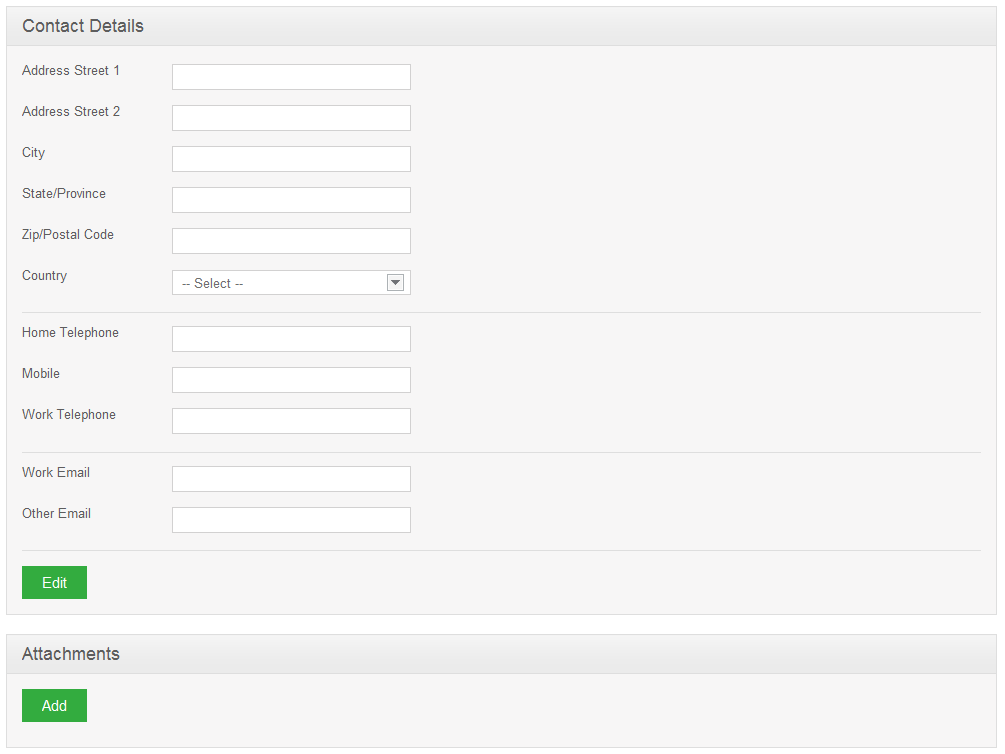 Contact Details
Address Street 1
Address Street 2
City
State/Province
Zip/Postal Code
Country
-- Select --
Home Telephone
Mobile
Work Telephone
Work Email
Other Email
Edit
Attachments
Add